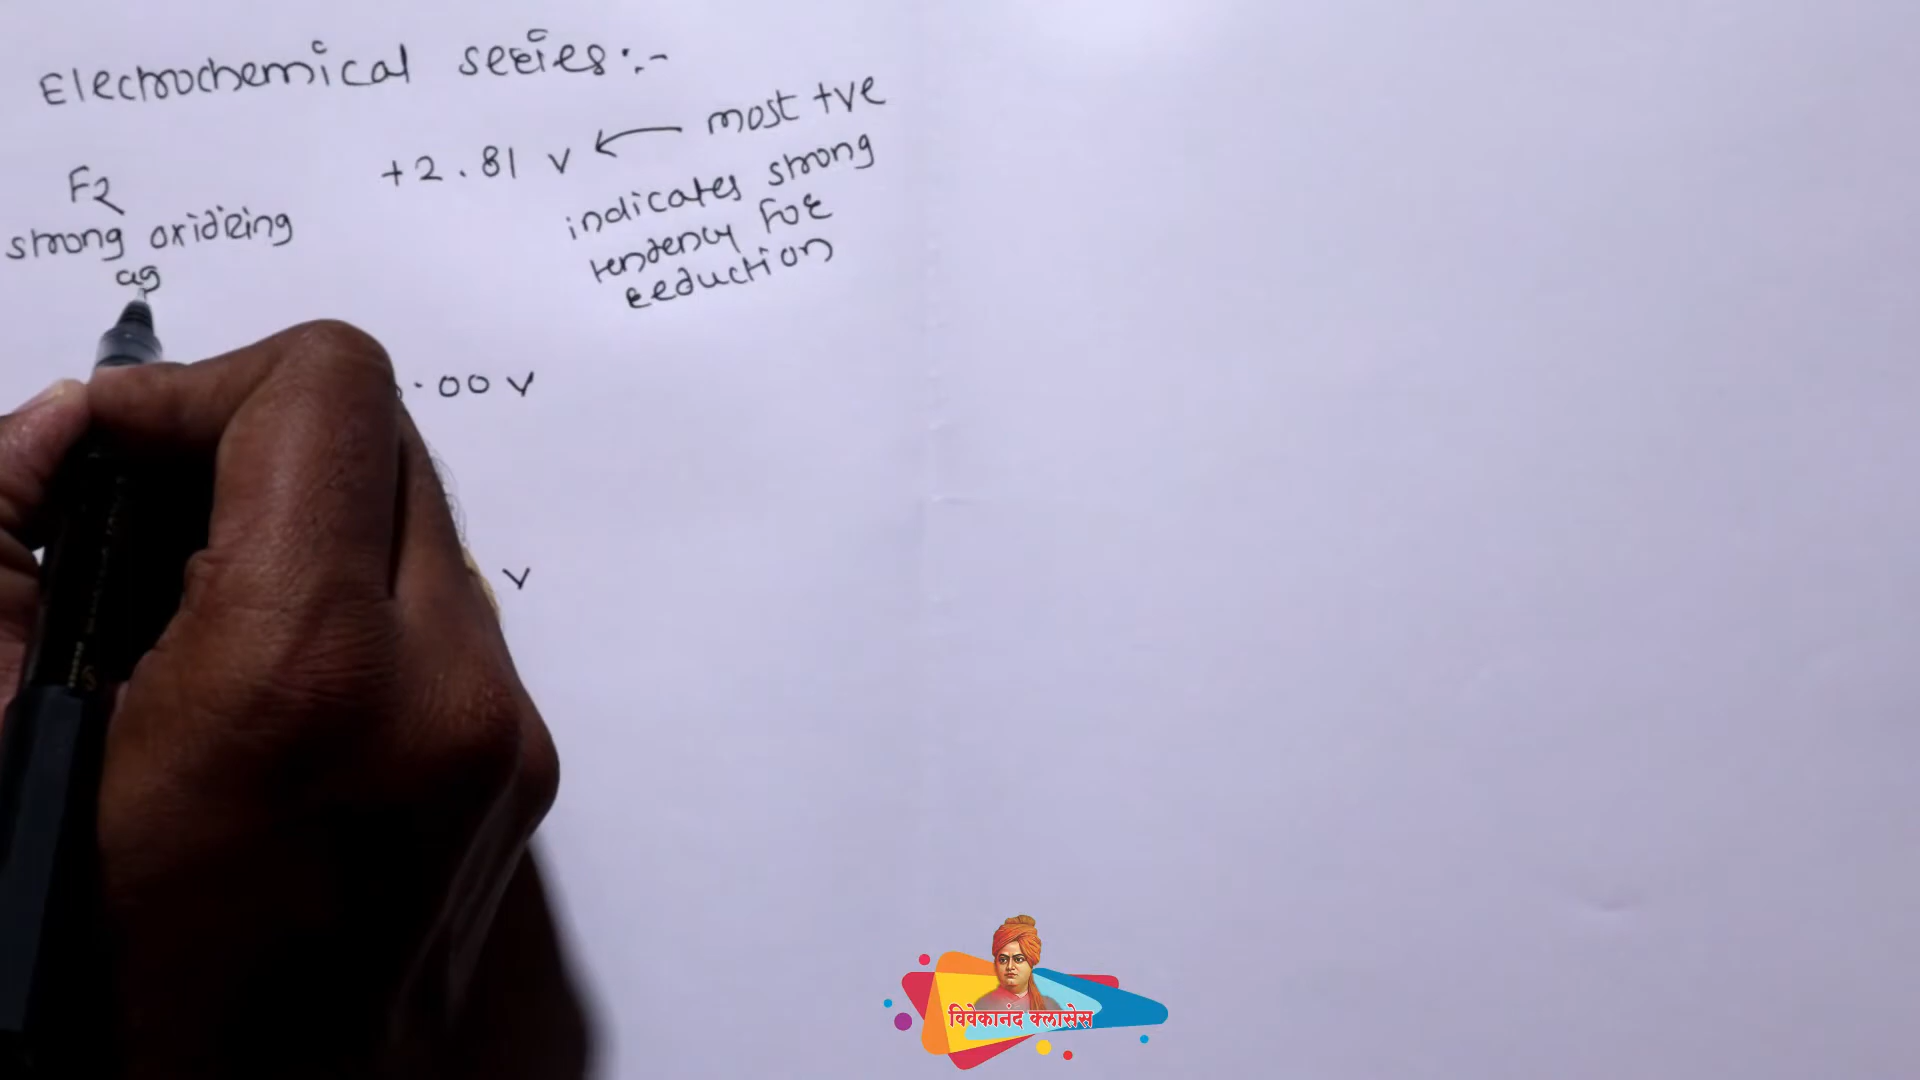 Electrochemical series:-
F2
+2.81 V ← most +ve
strong oxidizing
ag
indicates strong
tendency for
reduction
.00 V
V
विवेकानंद क्लासेस